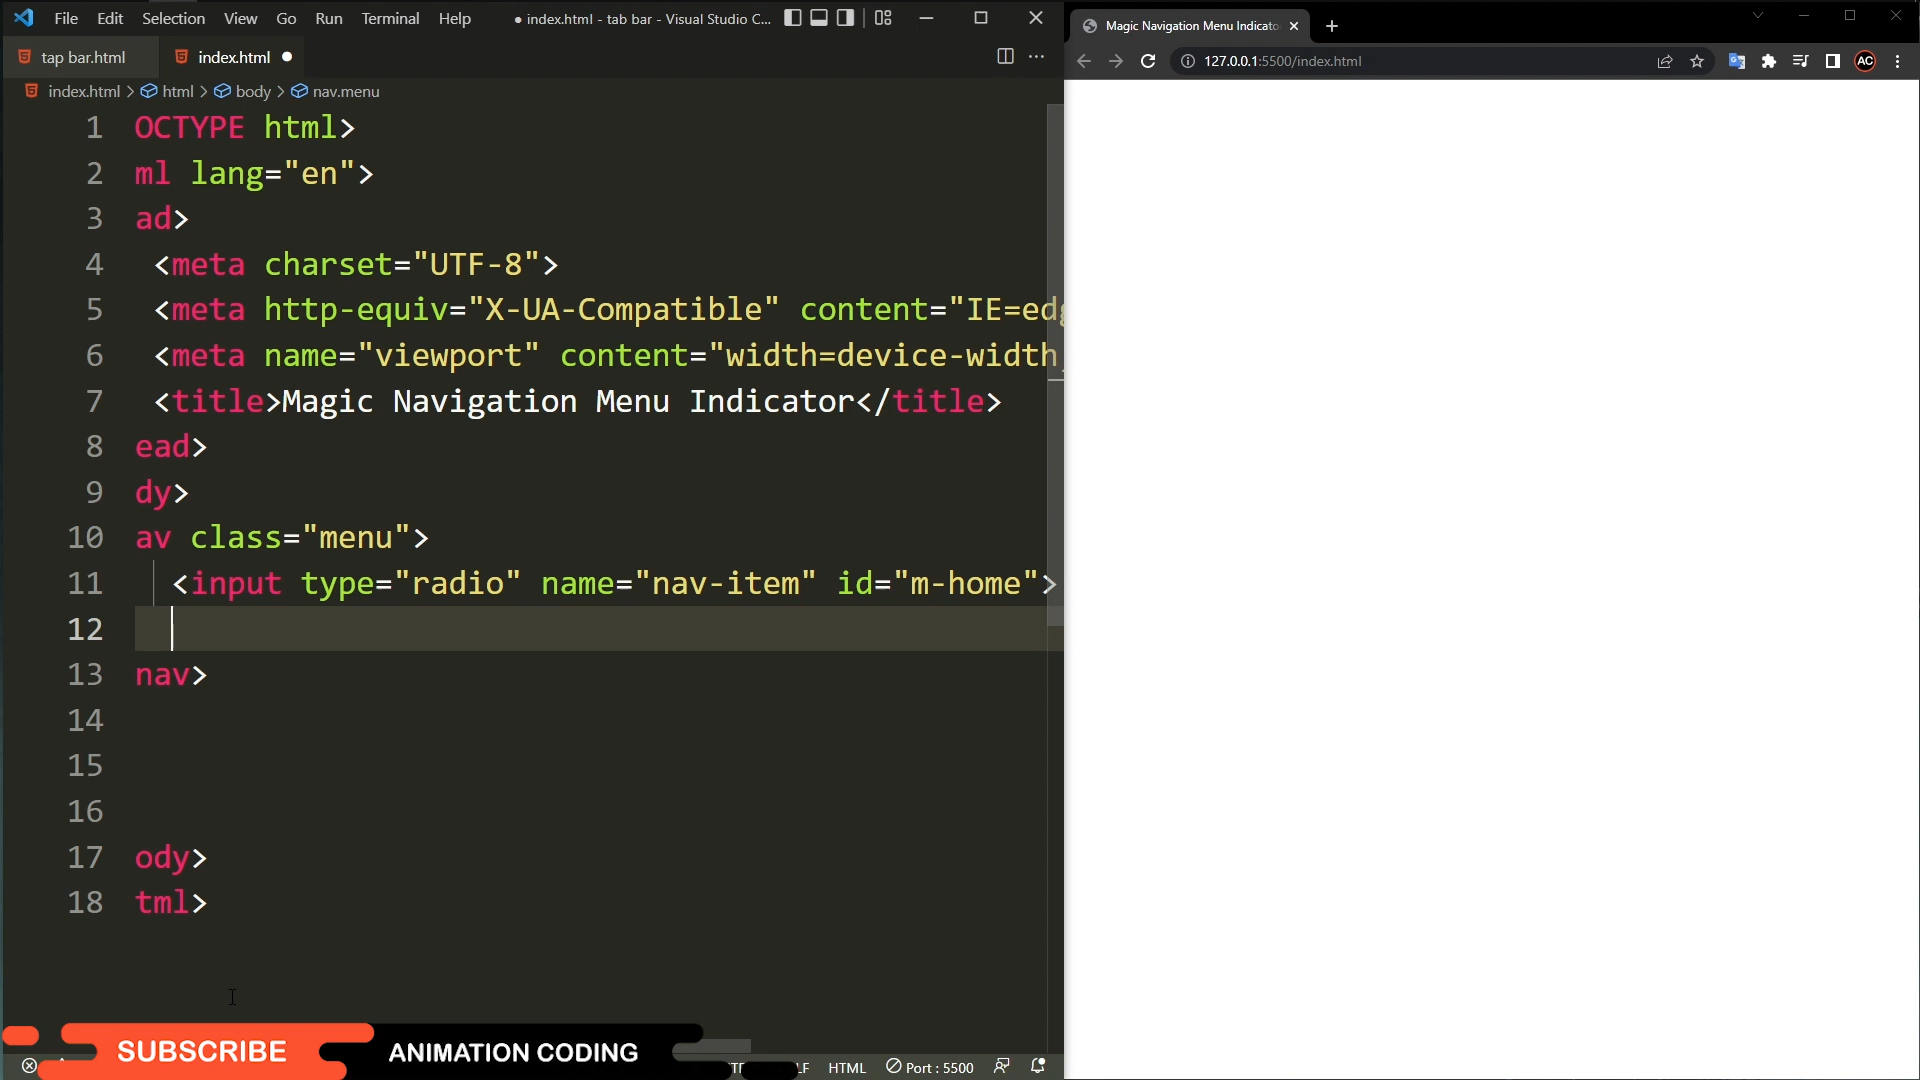 File Edit Selection View Go Run Terminal Help ● index.html - tab bar - Visual Studio C...
tap bar.html index.html ●
index.html > html > body > nav.menu
1 OCTYPE html>
2 ml lang="en">
3 ad>
4 <meta charset="UTF-8">
5 <meta http-equiv="X-UA-Compatible" content="IE=edg
6 <meta name="viewport" content="width=device-width,
7 <title>Magic Navigation Menu Indicator</title>
8 ead>
9 dy>
10 av class="menu">
11 <input type="radio" name="nav-item" id="m-home">
12
13 nav>
14
15
16
17 ody>
18 tml>
SUBSCRIBE ANIMATION CODING
LF HTML Port : 5500
Magic Navigation Menu Indicato
127.0.0.1:5500/index.html AC